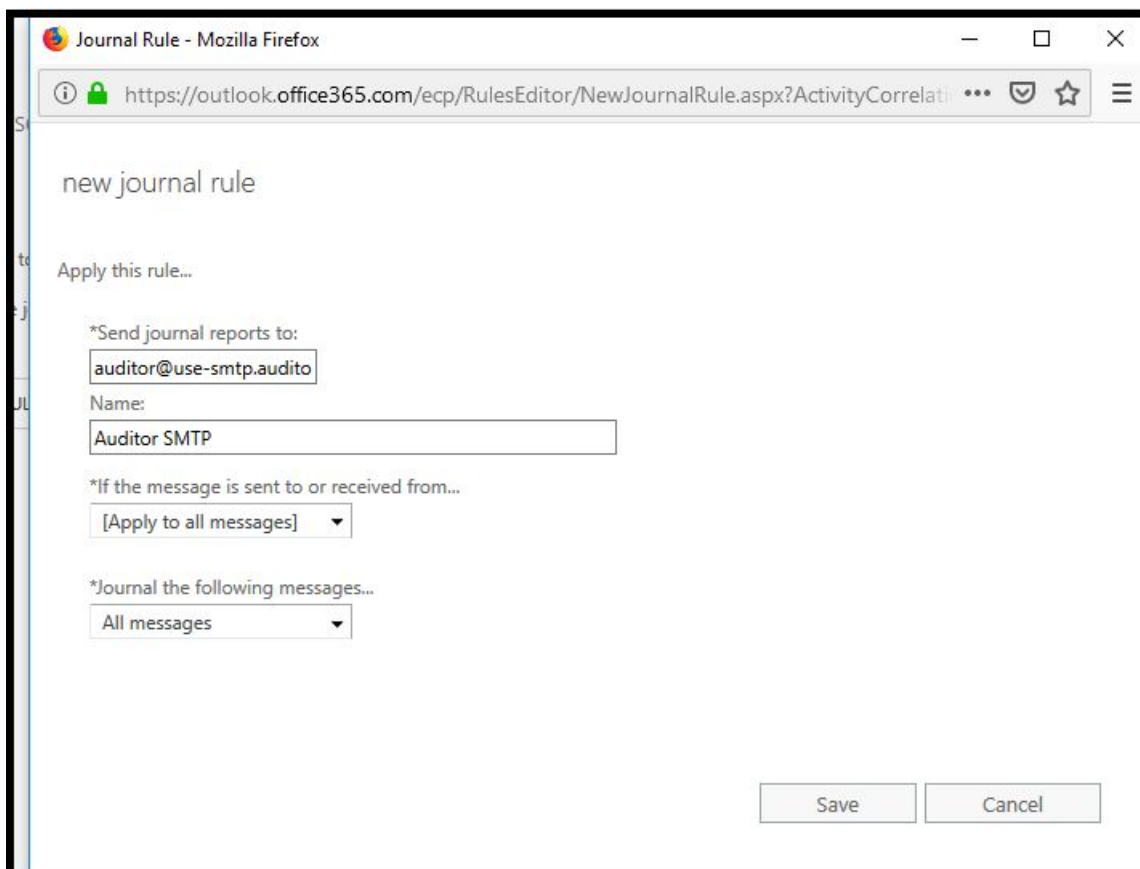 Journal Rule - Mozilla Firefox
https://outlook.office365.com/ecp/RulesEditor/NewJournalRule.aspx?ActivityCorrelati
new journal rule
Apply this rule...
*Send journal reports to:
auditor@use-smtp.audito
Name:
Auditor SMTP
*If the message is sent to or received from...
[Apply to all messages]
*Journal the following messages...
All messages
Save
Cancel